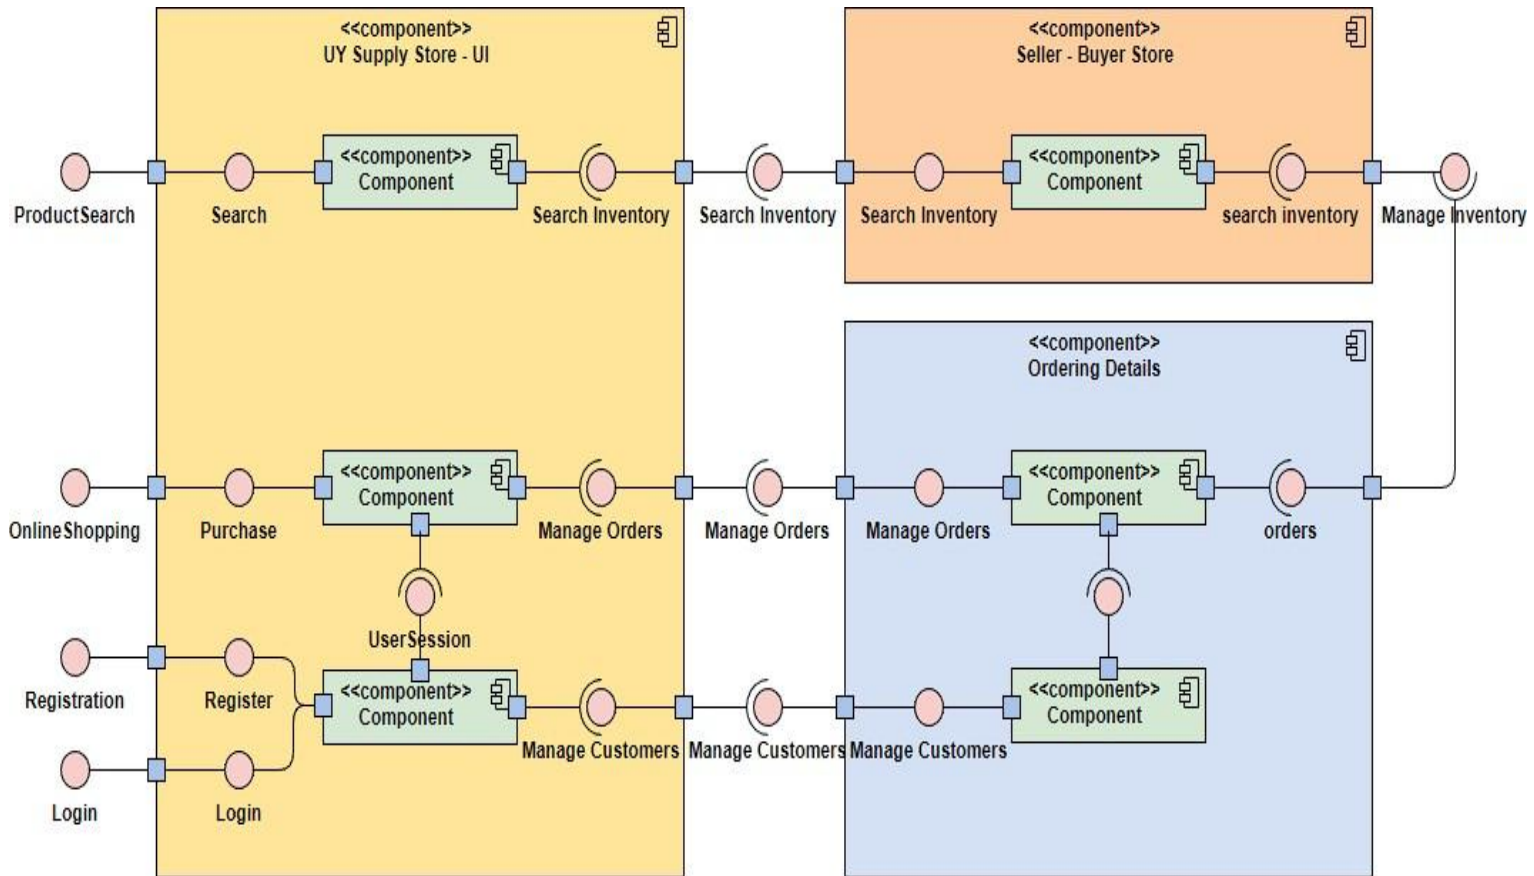 <<component>>
UY Supply Store - UI
<<component>>
Seller - Buyer Store
<<component>>
Component
<<component>>
Component
ProductSearch
Search
Search Inventory
Search Inventory
Search Inventory
search inventory
Manage Inventory
<<component>>
Ordering Details
<<component>>
Component
<<component>>
Component
OnlineShopping
Purchase
Manage Orders
Manage Orders
Manage Orders
orders
UserSession
<<component>>
Component
<<component>>
Component
Registration
Register
Manage Customers
Manage Customers
Manage Customers
Login
Login